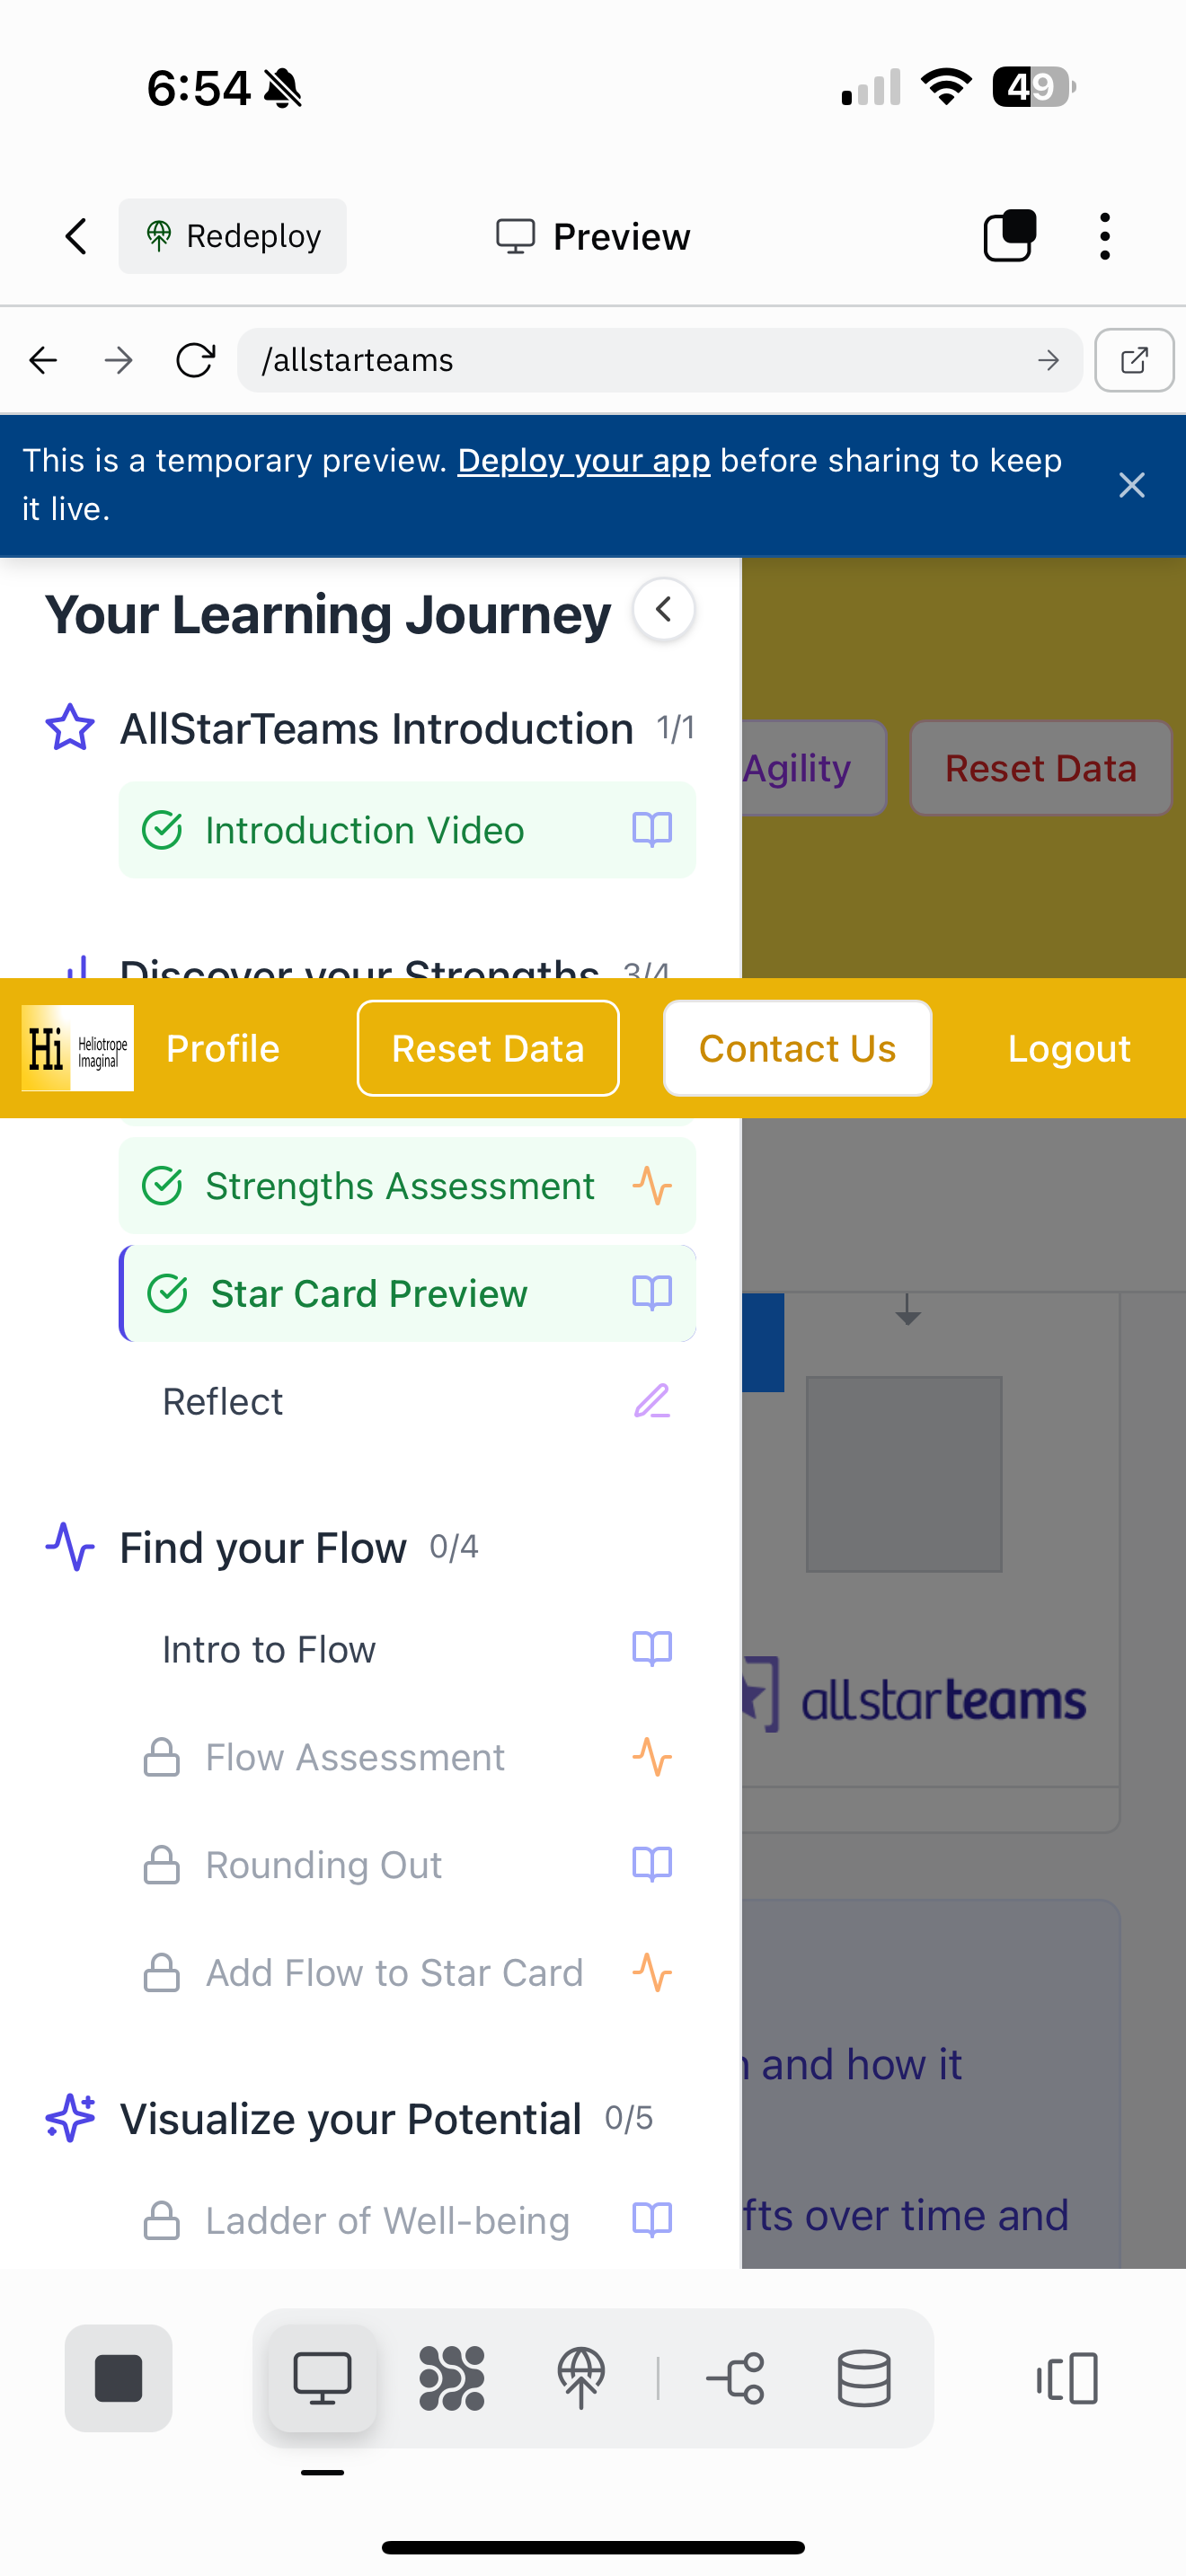 6:54
49
Redeploy
Preview
/allstarteams
This is a temporary preview. Deploy your app before sharing to keep
it live.
Your Learning Journey
AllStarTeams Introduction 1/1
Agility
Reset Data
Introduction Video
Discover your Strengths 3/4
Hi Heliotrope
Imaginal
Profile
Reset Data
Contact Us
Logout
Strengths Assessment
Star Card Preview
Reflect
Find your Flow 0/4
Intro to Flow
allstarteams
Flow Assessment
Rounding Out
Add Flow to Star Card
and how it
Visualize your Potential 0/5
Ladder of Well-being
fts over time and